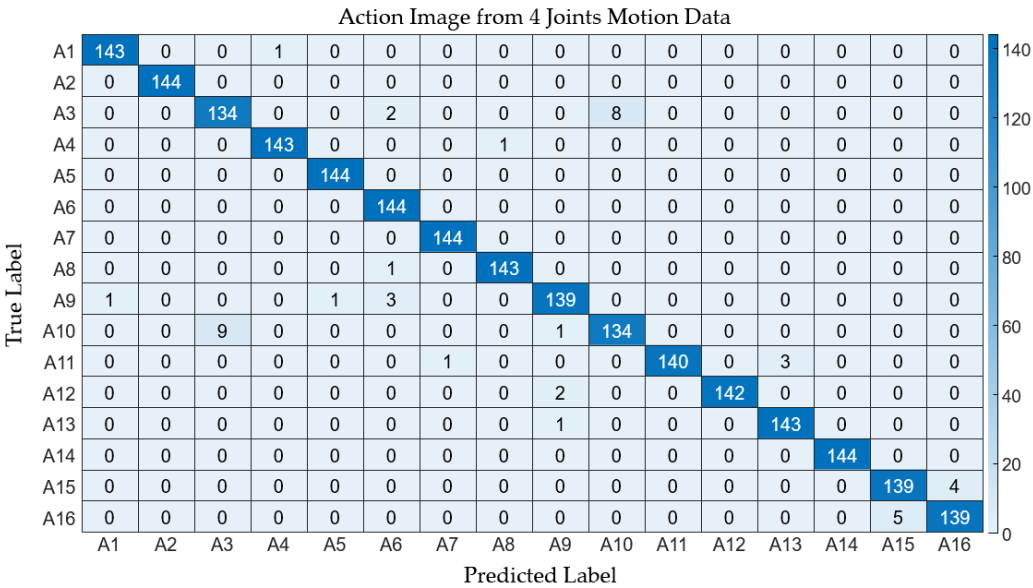 Action Image from 4 Joints Motion Data
A1 143 0 0 1 0 0 0 0 0 0 0 0 0 0 0 0 140
A2 0 144 0 0 0 0 0 0 0 0 0 0 0 0 0 0
A3 0 0 134 0 0 2 0 0 0 8 0 0 0 0 0 0 120
A4 0 0 0 143 0 0 0 1 0 0 0 0 0 0 0 0
A5 0 0 0 0 144 0 0 0 0 0 0 0 0 0 0 0 100
A6 0 0 0 0 0 144 0 0 0 0 0 0 0 0 0 0
A7 0 0 0 0 0 0 144 0 0 0 0 0 0 0 0 0 80
A8 0 0 0 0 0 1 0 143 0 0 0 0 0 0 0 0
A9 1 0 0 0 1 3 0 0 139 0 0 0 0 0 0 0
A10 0 0 9 0 0 0 0 0 1 134 0 0 0 0 0 0 60
A11 0 0 0 0 0 0 1 0 0 0 140 0 3 0 0 0
A12 0 0 0 0 0 0 0 0 2 0 0 142 0 0 0 0 40
A13 0 0 0 0 0 0 0 0 1 0 0 0 143 0 0 0
A14 0 0 0 0 0 0 0 0 0 0 0 0 0 144 0 0 20
A15 0 0 0 0 0 0 0 0 0 0 0 0 0 0 139 4
A16 0 0 0 0 0 0 0 0 0 0 0 0 0 0 5 139 0
A1 A2 A3 A4 A5 A6 A7 A8 A9 A10 A11 A12 A13 A14 A15 A16
True Label
Predicted Label